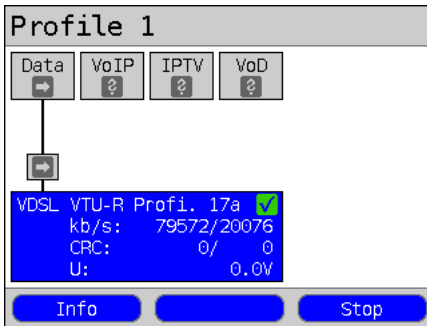 Profile 1
Data VoIP IPTV VoD
VDSL VTU-R Profi. 17a
kb/s: 79572/20076
CRC: 0/ 0
U: 0.0V
Info Stop